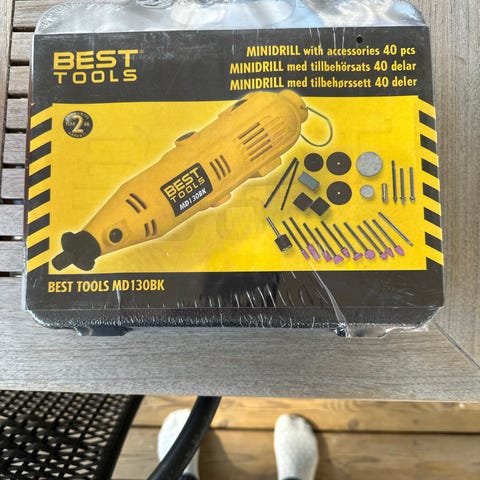 BEST
TOOLS
MINIDRILL with accessories 40 pcs
MINIDRILL med tillbehörsats 40 delar
MINIDRILL med tilbehørssett 40 deler
2
BEST
TOOLS
MD130BK
BEST TOOLS MD130BK